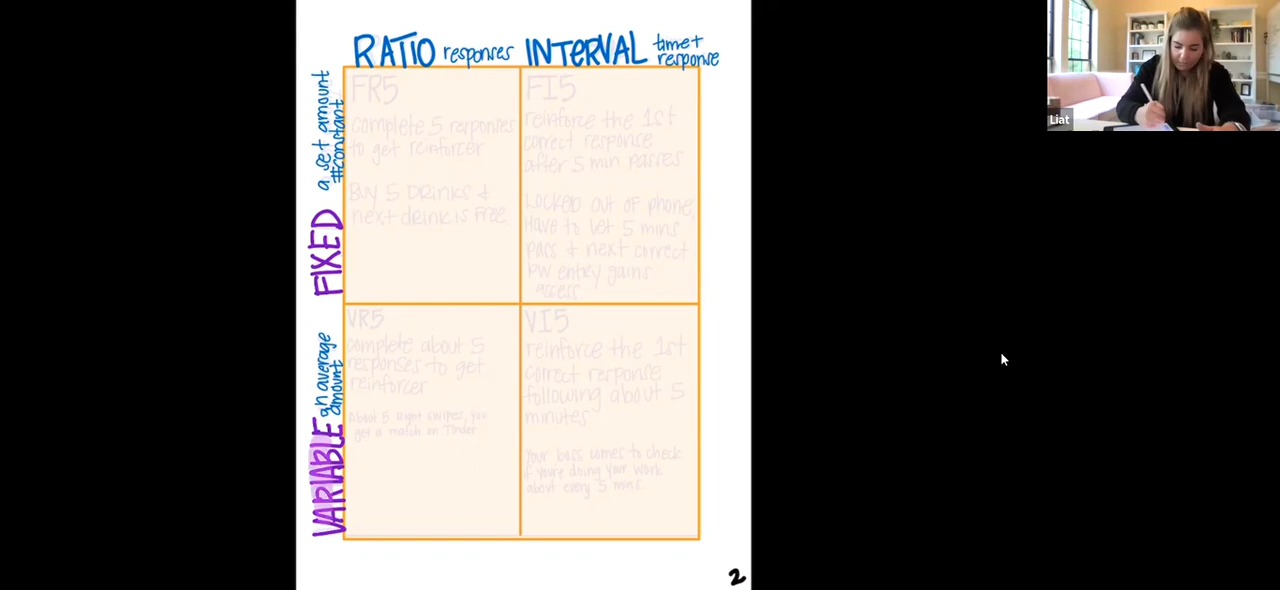 RATIO responses INTERVAL time +
response
a set amount
#constant
FIXED
FR5
complete 5 responses
to get reinforcer
Buy 5 DRINKS +
next drink is Free
FI5
reinforce the 1st
correct response
after 5 min passes
Locked out of phone,
Have to let 5 mins
pass + next correct
PW entry gains
access
an average
amount
VARIABLE
VR5
complete about 5
responses to get
reinforcer
About 5 Right swipes, you
get a match on Tinder
VI5
reinforce the 1st
correct response
following about 5
minutes
Your boss comes to check
if youre doing your work
about every 5 mins
2
Liat